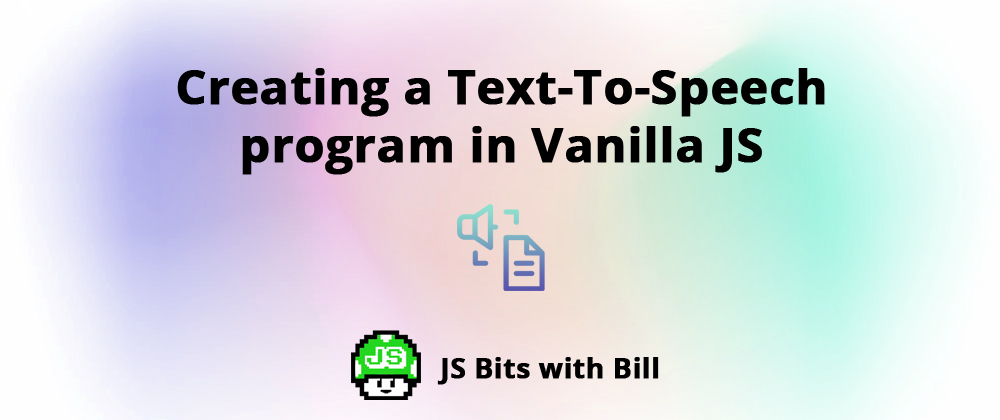 Creating a Text-To-Speech
program in Vanilla JS
JS
JS Bits with Bill